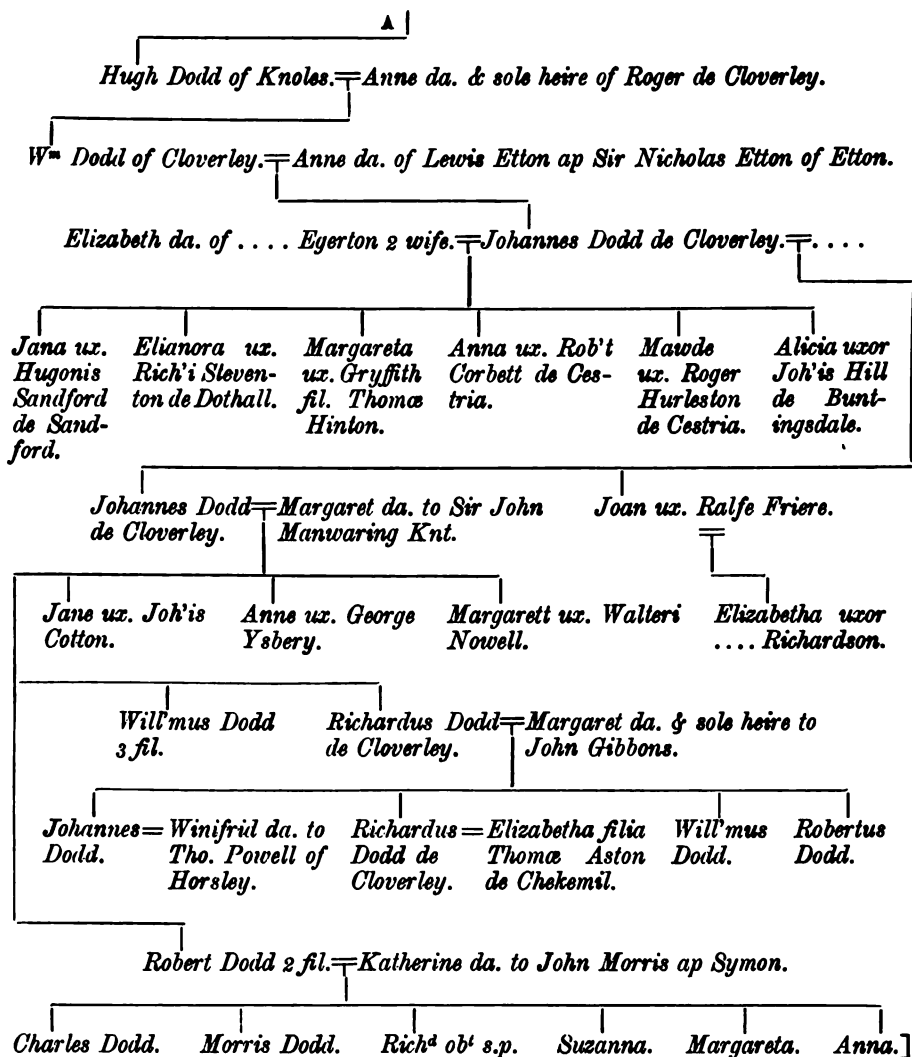 A
Hugh Dodd of Knoles. = Anne da. & sole heire of Roger de Cloverley.
Wm Dodd of Cloverley. = Anne da. of Lewis Etton ap Sir Nicholas Etton of Etton.
Elizabeth da. of .... Egerton 2 wife. = Johannes Dodd de Cloverley. = ....
Jana ux. Hugonis Sandford de Sand-
ford.
Elianora ux.
Rich'i Sleven-
ton de Dothall.
Margareta
ux. Gryffith
fil. Thomæ
Hinton.
Anna ux. Rob't
Corbett de Ces-
tria.
Mawde
ux. Roger
Hurleston
de Cestria.
Alicia uxor
Joh'is Hill
de Bunt-
ingsdale.
Johannes Dodd = Margaret da. to Sir John
de Cloverley. Manwaring Knt.
Joan ux. Ralfe Friere.
Jane ux. Joh'is
Cotton.
Anne ux. George
Ysbery.
Margarett ux. Walteri
Nowell.
Elizabetha uxor
.... Richardson.
Will'mus Dodd
3 fil.
Richardus Dodd = Margaret da. & sole heire to
de Cloverley. John Gibbons.
Johannes =
Dodd.
Winifrid da. to
Tho. Powell of
Horsley.
Richardus =
Dodd de
Cloverley.
Elizabetha filia
Thomæ Aston
de Chekemil.
Will'mus
Dodd.
Robertus
Dodd.
Robert Dodd 2 fil. = Katherine da. to John Morris ap Symon.
Charles Dodd. Morris Dodd. Richd obt s.p. Suzanna. Margareta. Anna.]